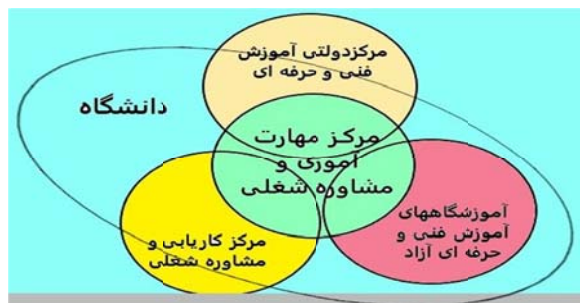 مرکزدولتی آموزش
فنی و حرفه ای
دانشگاه
مرکز مهارت
آموزی و
مشاوره شغلی
آموزشگاههای
آموزش فنی و
حرفه ای آزاد
مرکز کاریابی و
مشاوره شغلی